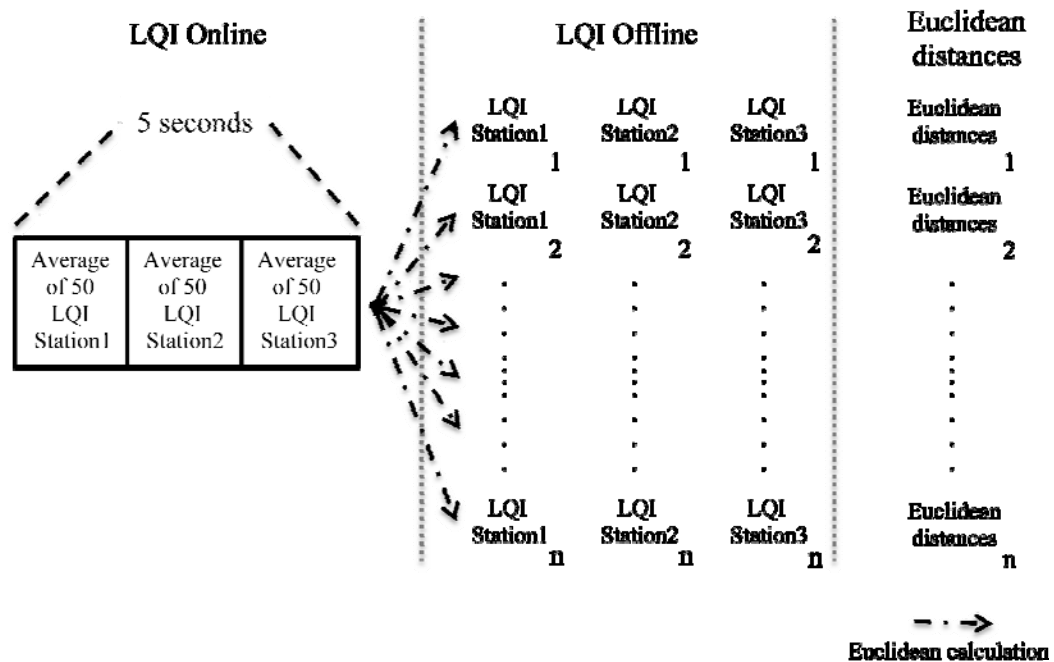 LQI Online
LQI Offline
Euclidean
distances
5 seconds
Average
of 50
LQI
Station1
Average
of 50
LQI
Station2
Average
of 50
LQI
Station3
LQI
Station1
1
LQI
Station2
1
LQI
Station3
1
Euclidean
distances
1
LQI
Station1
2
LQI
Station2
2
LQI
Station3
2
Euclidean
distances
2
LQI
Station1
n
LQI
Station2
n
LQI
Station3
n
Euclidean
distances
n
Euclidean calculation